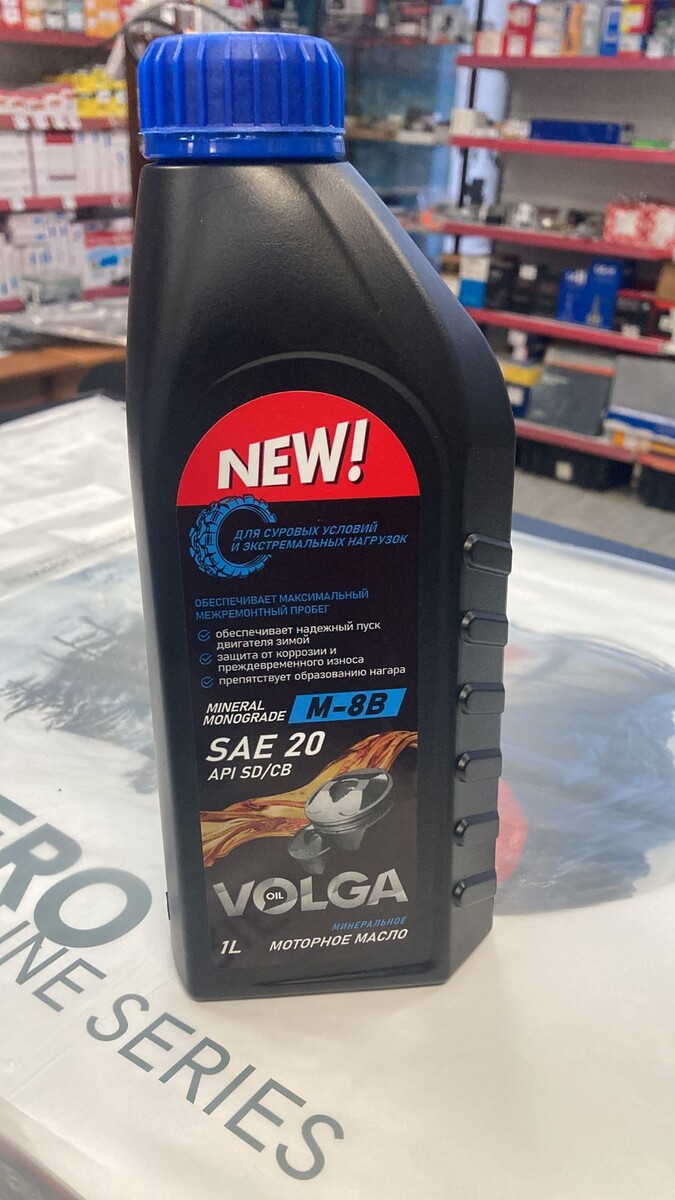 NEW!
ДЛЯ СУРОВЫХ УСЛОВИЙ
И ЭКСТРЕМАЛЬНЫХ НАГРУЗОК
ОБЕСПЕЧИВАЕТ МАКСИМАЛЬНЫЙ
МЕЖРЕМОНТНЫЙ ПРОБЕГ
обеспечивает надежный пуск
двигателя зимой
защита от коррозии и
преждевременного износа
препятствует образованию нагара
MINERAL
MONOGRADE
М-8В
SAE 20
API SD/CB
VOLGA
OIL
МИНЕРАЛЬНОЕ
1L МОТОРНОЕ МАСЛО
INE SERIES